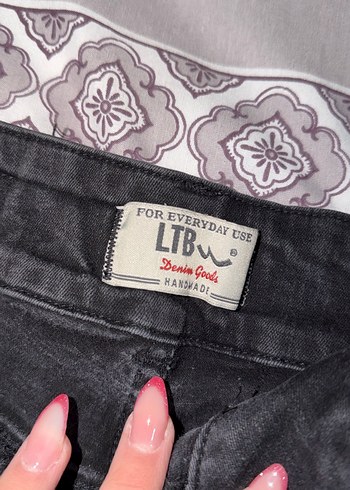 FOR EVERYDAY USE
LTB ®
Denim Goods
HANDMADE